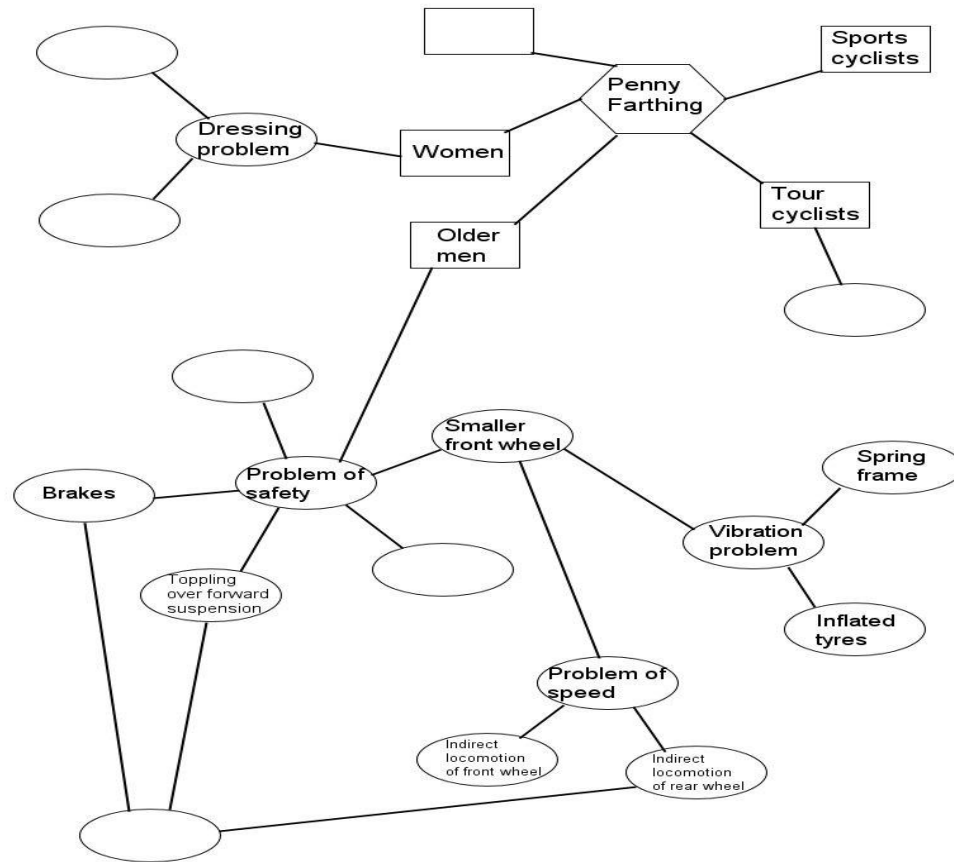 Sports
cyclists
Penny
Farthing
Dressing
problem
Women
Tour
cyclists
Older
men
Smaller
front wheel
Spring
frame
Problem of
safety
Brakes
Vibration
problem
Toppling
over forward
suspension
Inflated
tyres
Problem of
speed
Indirect
locomotion
of front wheel
Indirect
locomotion
of rear wheel